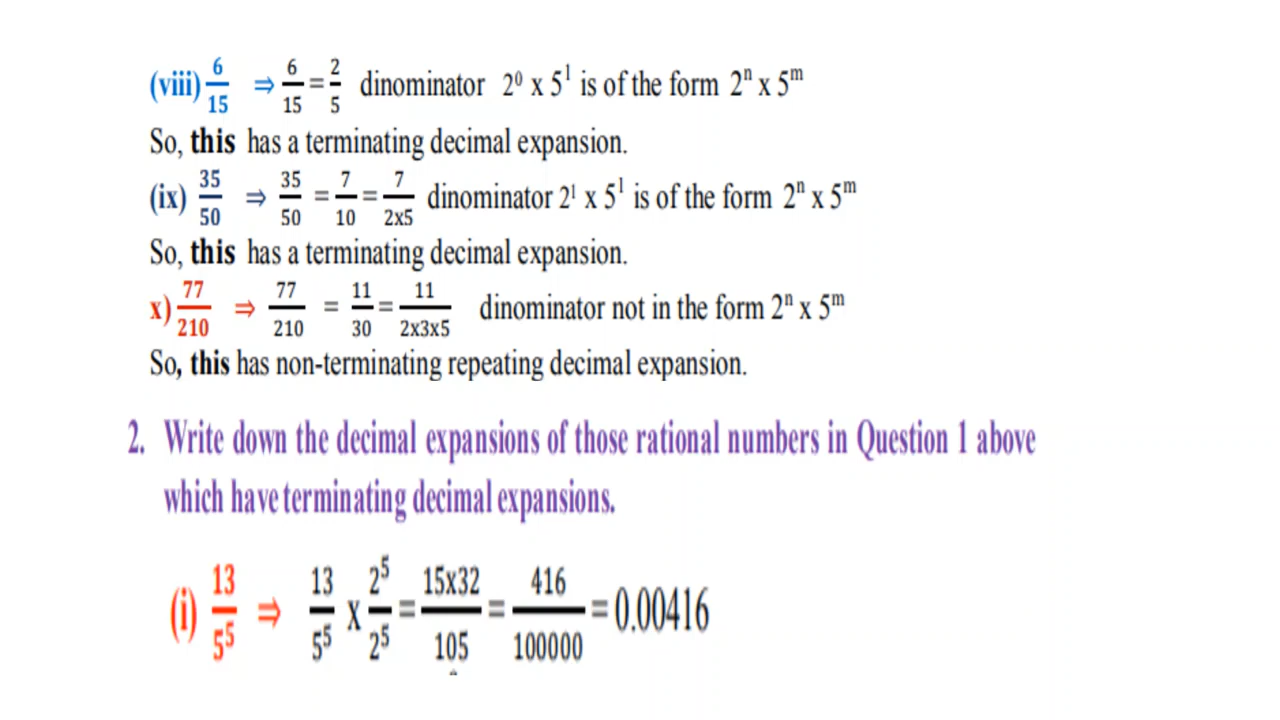 (viii) 6/15 ⇒ 6/15 = 2/5 dinominator 2⁰ x 5¹ is of the form 2ⁿ x 5ᵐ
So, this has a terminating decimal expansion.
(ix) 35/50 ⇒ 35/50 = 7/10 = 7/2x5 dinominator 2¹ x 5¹ is of the form 2ⁿ x 5ᵐ
So, this has a terminating decimal expansion.
x) 77/210 ⇒ 77/210 = 11/30 = 11/2x3x5 dinominator not in the form 2ⁿ x 5ᵐ
So, this has non-terminating repeating decimal expansion.
2. Write down the decimal expansions of those rational numbers in Question 1 above
which have terminating decimal expansions.
(i) 13/5⁵ ⇒ 13/5⁵ x 2⁵/2⁵ = 15x32/105 = 416/100000 = 0.00416